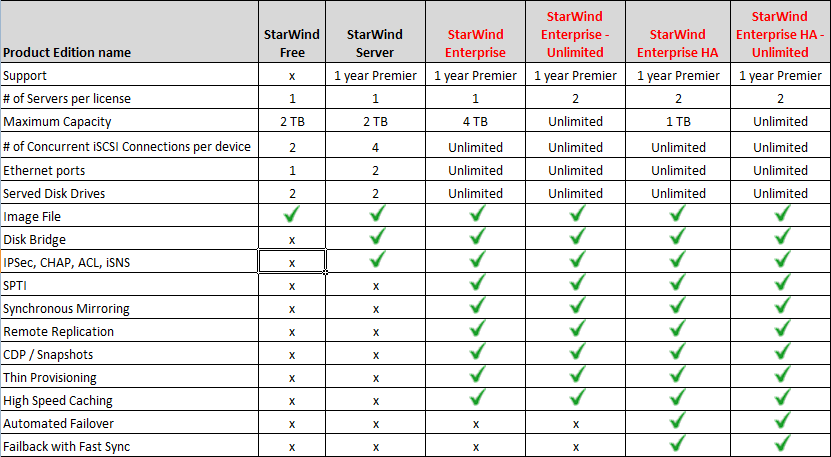 Product Edition name StarWind Free StarWind Server StarWind Enterprise StarWind Enterprise - Unlimited StarWind Enterprise HA StarWind Enterprise HA - Unlimited
Support x 1 year Premier 1 year Premier 1 year Premier 1 year Premier 1 year Premier
# of Servers per license 1 1 1 2 2 2
Maximum Capacity 2 TB 2 TB 4 TB Unlimited 1 TB Unlimited
# of Concurrent iSCSI Connections per device 2 4 Unlimited Unlimited Unlimited Unlimited
Ethernet ports 1 2 Unlimited Unlimited Unlimited Unlimited
Served Disk Drives 2 2 Unlimited Unlimited Unlimited Unlimited
Image File
Disk Bridge x
IPSec, CHAP, ACL, iSNS x
SPTI x x
Synchronous Mirroring x x
Remote Replication x x
CDP / Snapshots x x
Thin Provisioning x x
High Speed Caching x x
Automated Failover x x x x
Failback with Fast Sync x x x x